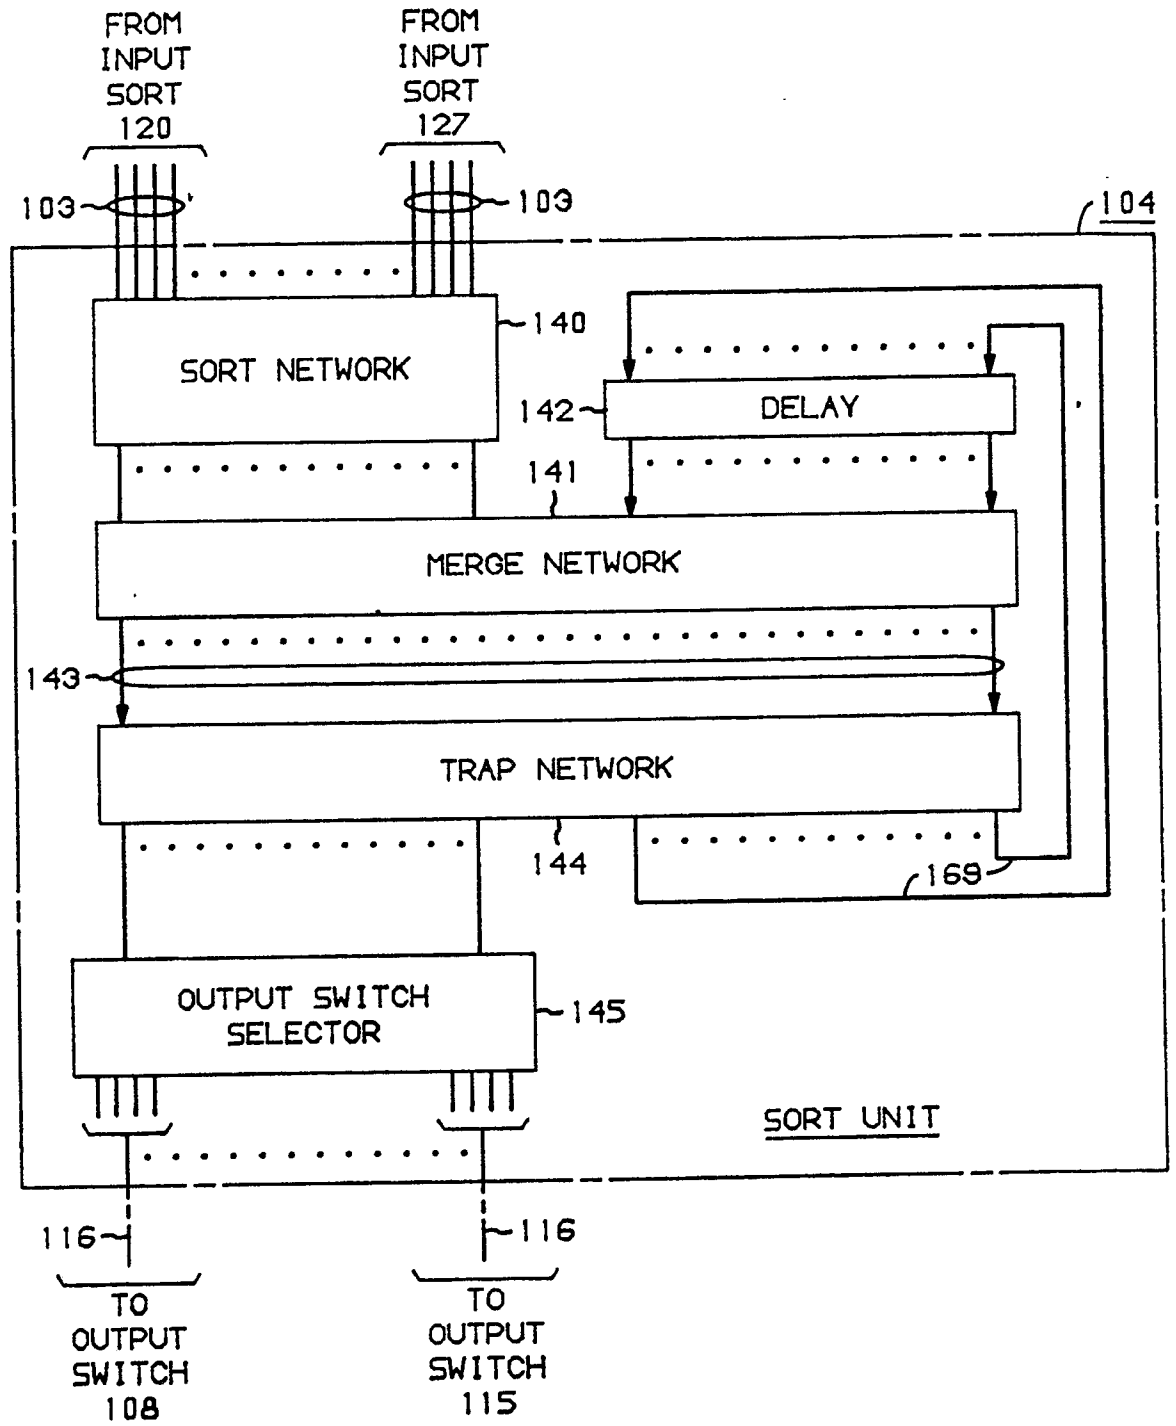 FROM
INPUT
SORT
120
FROM
INPUT
SORT
127
103
103
104
140
SORT NETWORK
142
DELAY
141
MERGE NETWORK
143
TRAP NETWORK
144
169
OUTPUT SWITCH
SELECTOR
145
SORT UNIT
116
116
TO
OUTPUT
SWITCH
108
TO
OUTPUT
SWITCH
115